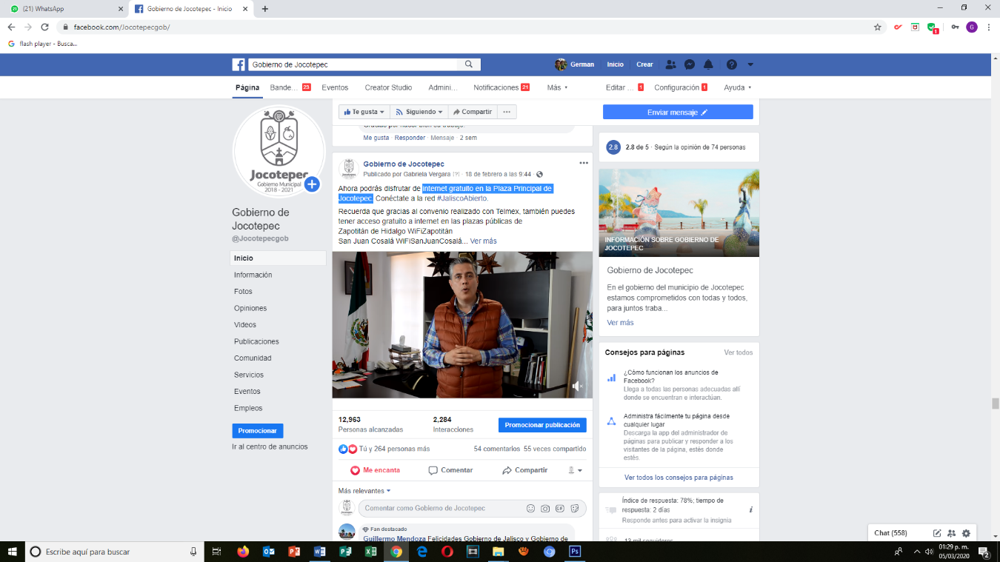 (21) WhatsApp
Gobierno de Jocotepec - Inicio
facebook.com/Jocotepecgob/
flash player - Busca...
Gobierno de Jocotepec
German
Inicio
Crear
Página
Bande... 23
Eventos
Creator Studio
Admini...
Notificaciones 21
Más
Editar ... 1
Configuración 1
Ayuda
Te gusta
Siguiendo
Compartir
Enviar mensaje
Jocotepec
Gobierno Municipal
2018 - 2021
Gobierno de
Jocotepec
@Jocotepecgob
Inicio
Información
Fotos
Opiniones
Videos
Publicaciones
Comunidad
Servicios
Eventos
Empleos
Promocionar
Ir al centro de anuncios
Me gusta · Responder · Mensaje · 2 sem
Gobierno de Jocotepec
Publicado por Gabriela Vergara [?] · 18 de febrero a las 9:44 ·
Ahora podrás disfrutar de internet gratuito en la Plaza Principal de
Jocotepec. Conéctate a la red #JaliscoAbierto.
Recuerda que gracias al convenio realizado con Telmex, también puedes
tener acceso gratuito a internet en las plazas públicas de
Zapotitán de Hidalgo WiFiZapotitán
San Juan Cosalá WiFiSanJuanCosalá... Ver más
12,963
Personas alcanzadas
2,284
Interacciones
Promocionar publicación
Tú y 264 personas más
54 comentarios 55 veces compartido
Me encanta
Comentar
Compartir
Más relevantes
Comentar como Gobierno de Jocotepec
GIF
Fan destacado
Guillermo Mendoza Felicidades Gobierno de Jalisco y Gobierno de
2.8
2.8 de 5 · Según la opinión de 74 personas
INFORMACIÓN SOBRE GOBIERNO DE
JOCOTEPEC
Gobierno de Jocotepec
En el gobierno del municipio de Jocotepec
estamos comprometidos con todas y todos,
para juntos traba...
Ver más
Consejos para páginas
Ver todos
¿Cómo funcionan los anuncios de
Facebook?
Llega a todas las personas adecuadas allí
donde se encuentran e interactúan.
Administra fácilmente tu página desde
cualquier lugar
Descarga la app del administrador de
páginas para publicar y responder a los
visitantes de la página, estés donde
estés.
Ver todos los consejos para páginas
Índice de respuesta: 78%; tiempo de
respuesta: 2 días
Responde antes para activar la insignia
Chat (558)
Escribe aquí para buscar
01:29 p. m.
05/03/2020
2